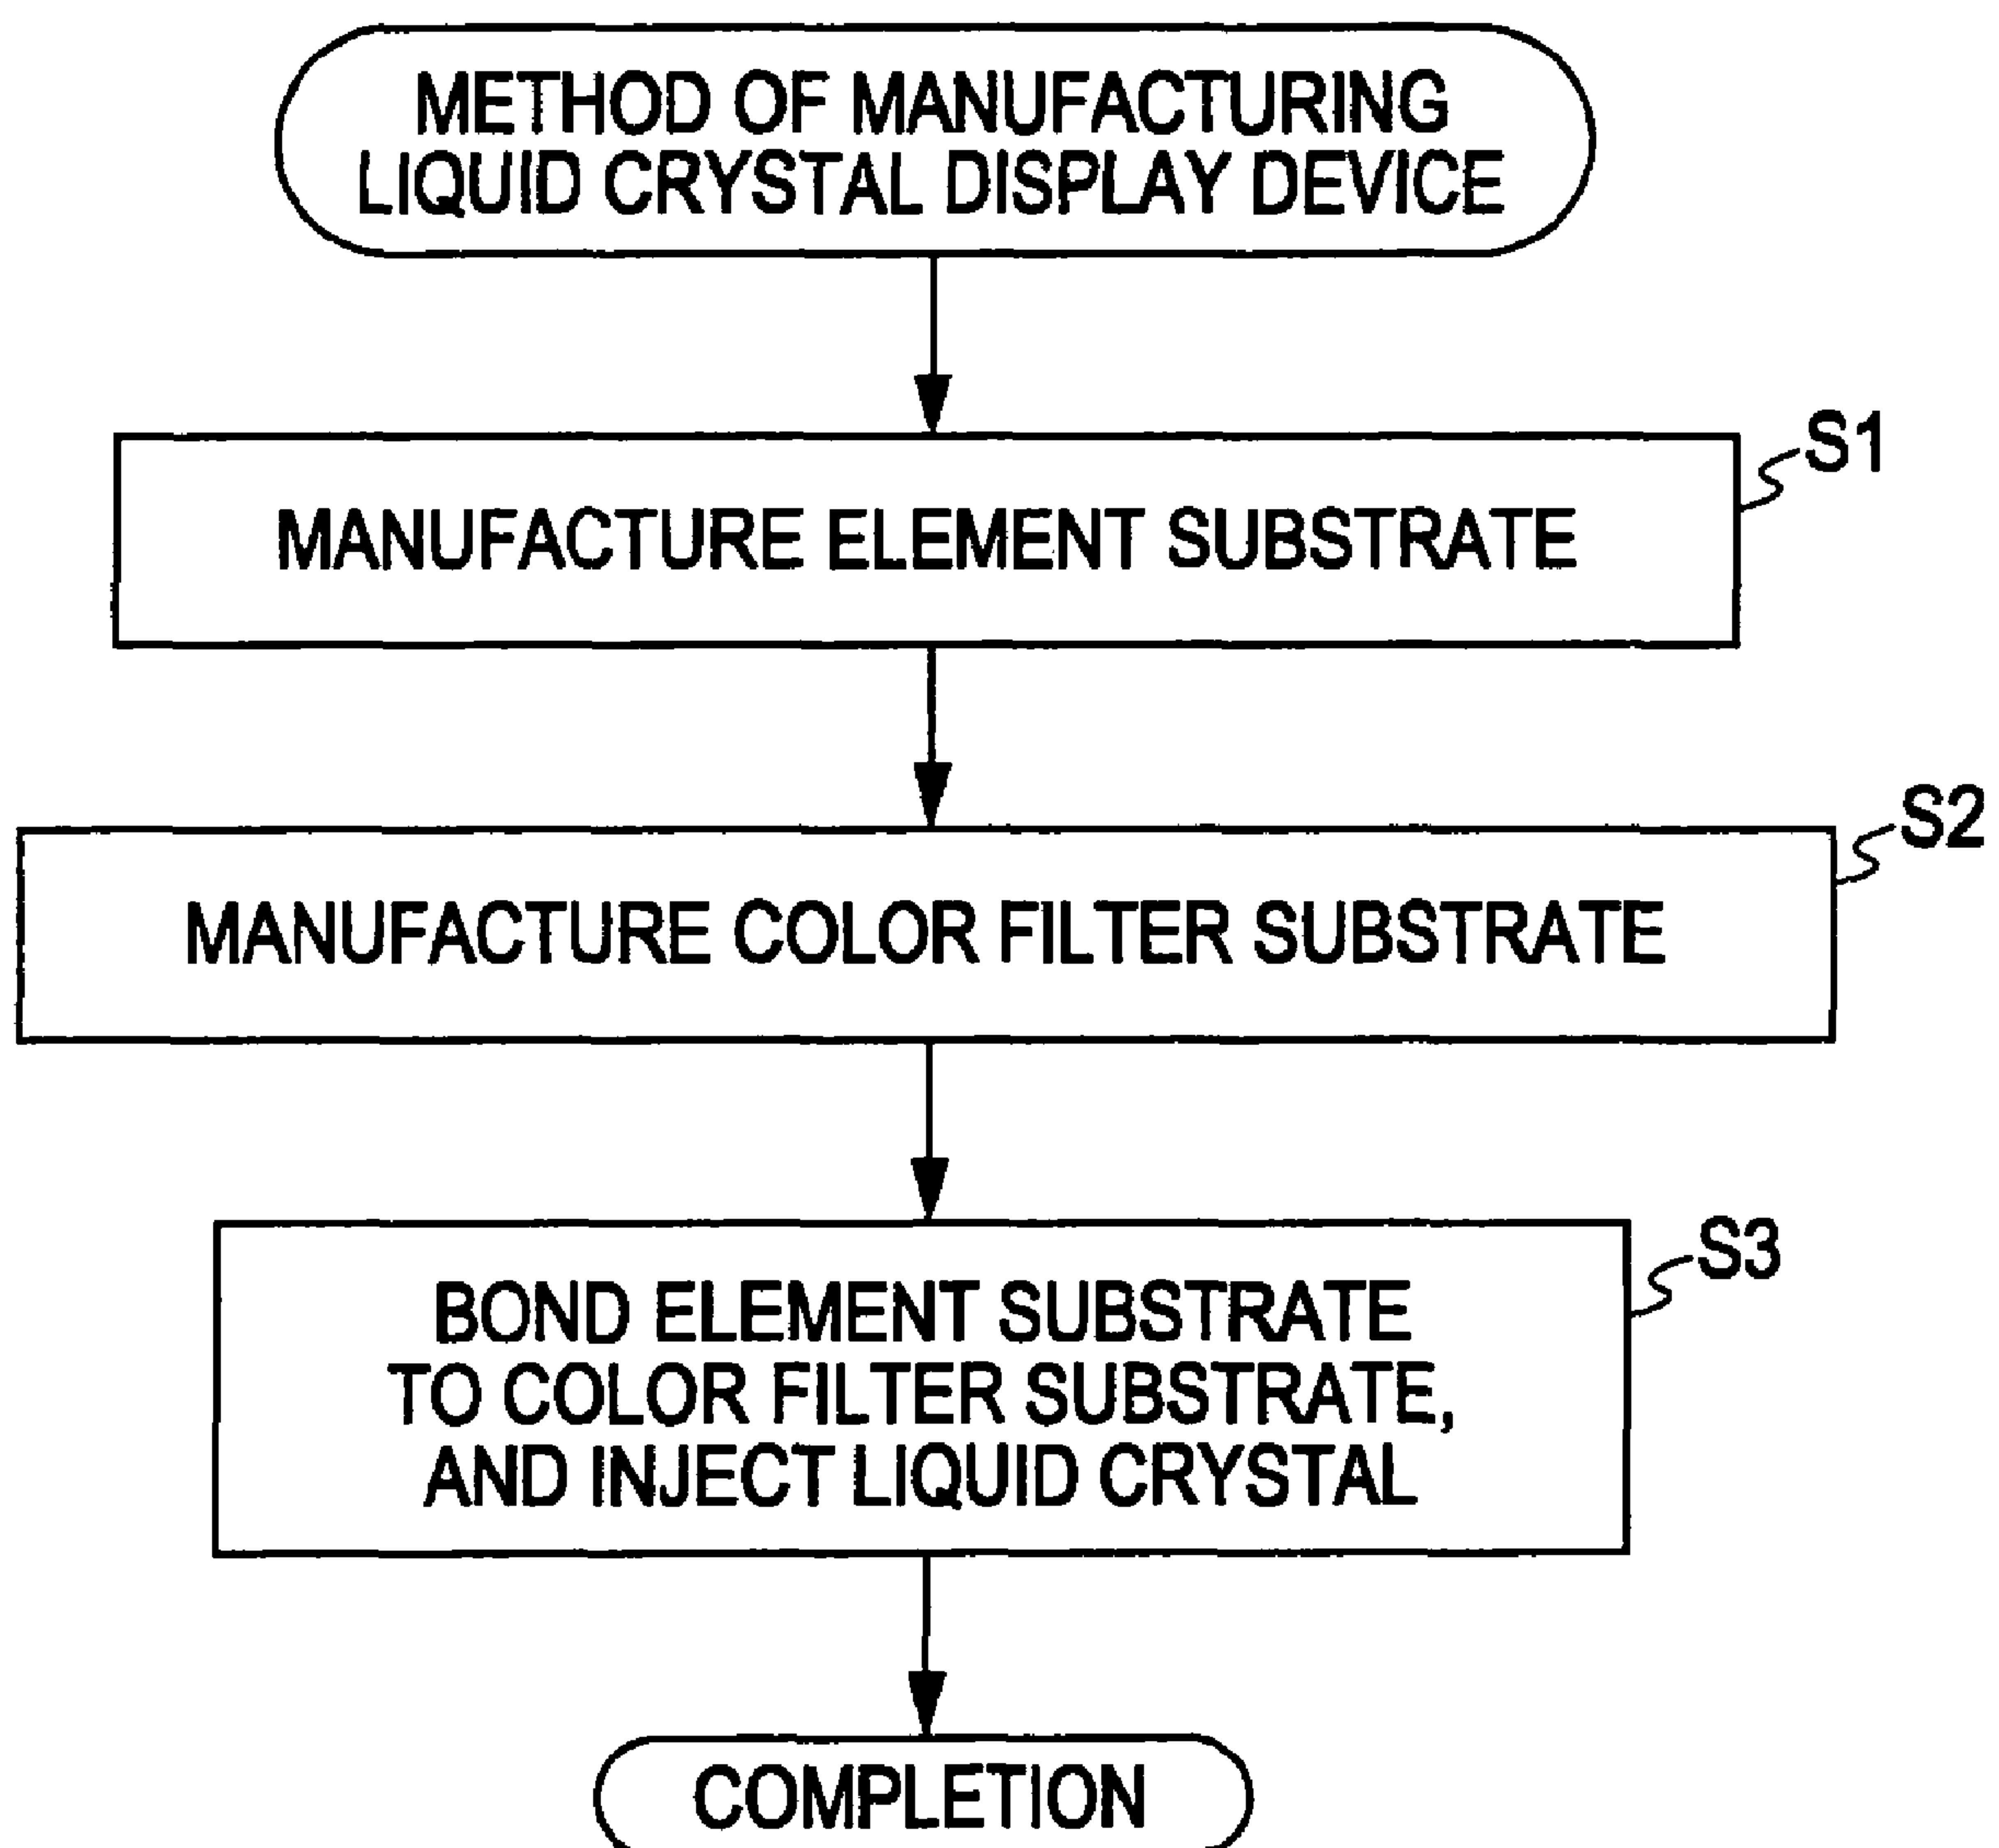 METHOD OF MANUFACTURING
LIQUID CRYSTAL DISPLAY DEVICE
S1
MANUFACTURE ELEMENT SUBSTRATE
S2
MANUFACTURE COLOR FILTER SUBSTRATE
S3
BOND ELEMENT SUBSTRATE
TO COLOR FILTER SUBSTRATE,
AND INJECT LIQUID CRYSTAL
COMPLETION